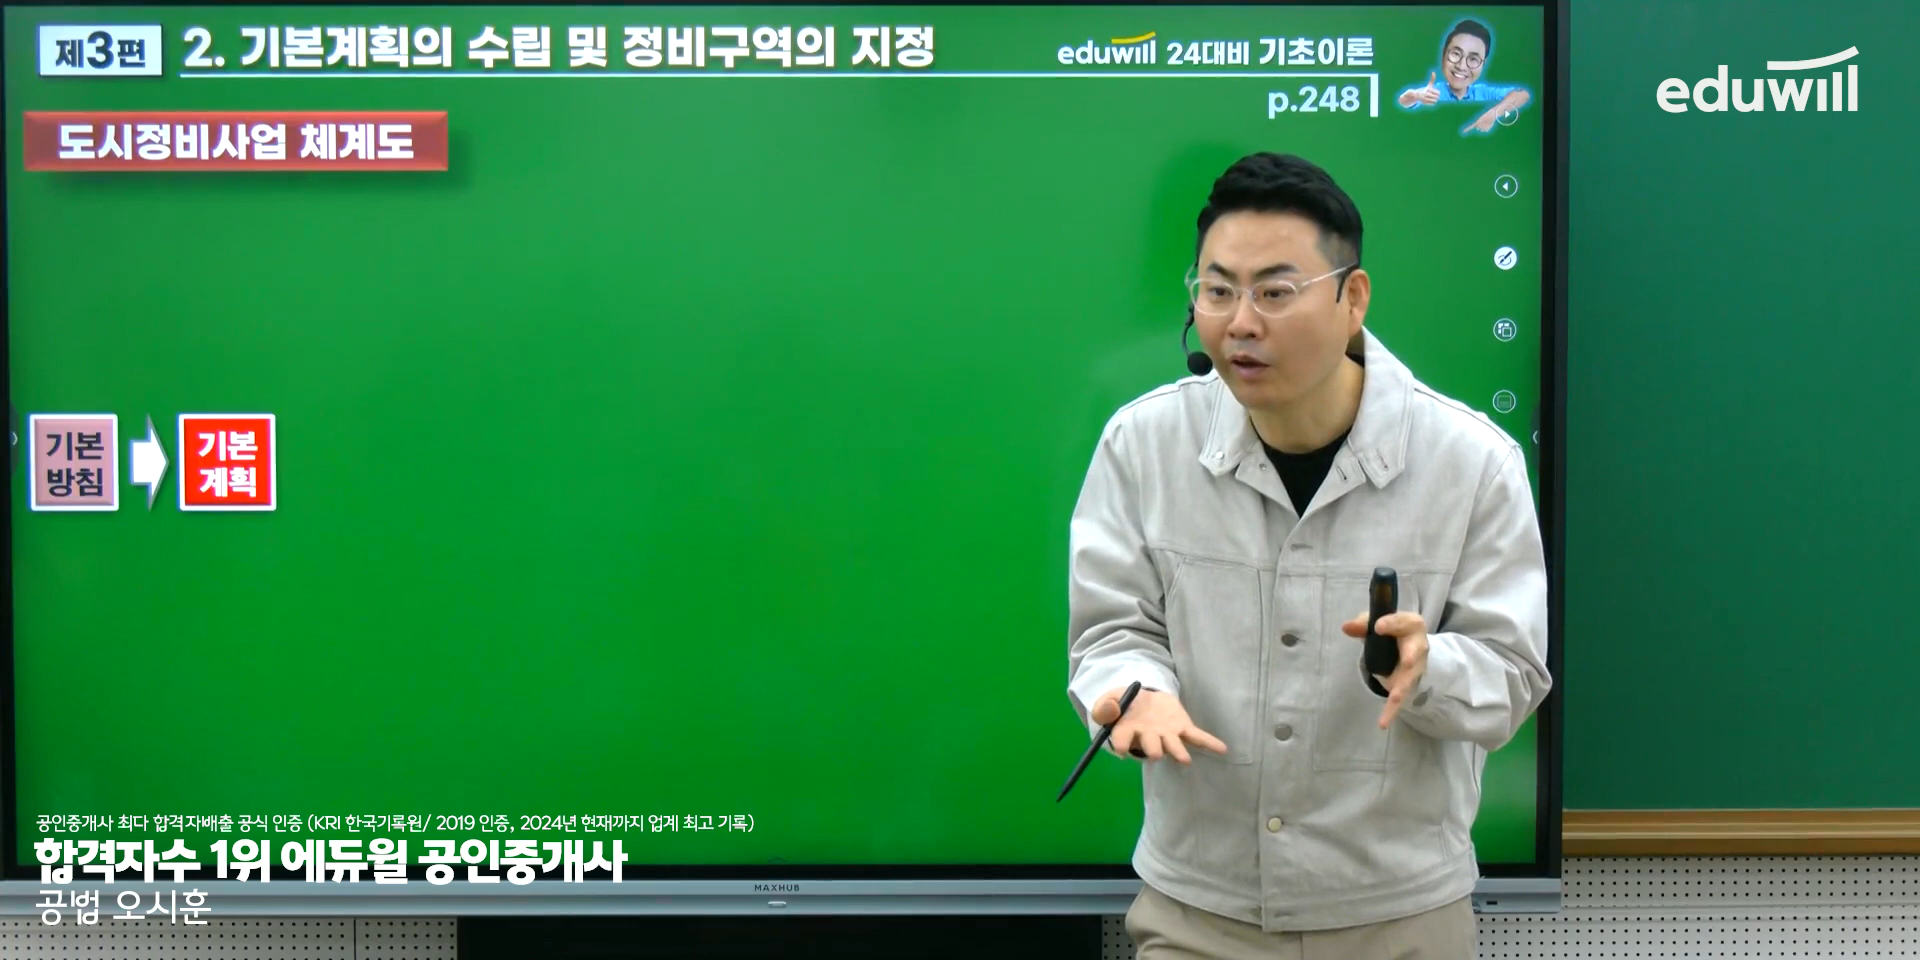 제3편 2. 기본계획의 수립 및 정비구역의 지정
eduwill 24대비 기초이론
p.248
eduwill
도시정비사업 체계도
기본
방침
기본
계획
공인중개사 최다 합격자배출 공식 인증 (KRI 한국기록원/ 2019 인증, 2024년 현재까지 업계 최고 기록)
합격자수 1위 에듀윌 공인중개사
공법 오시훈
MAXHUB